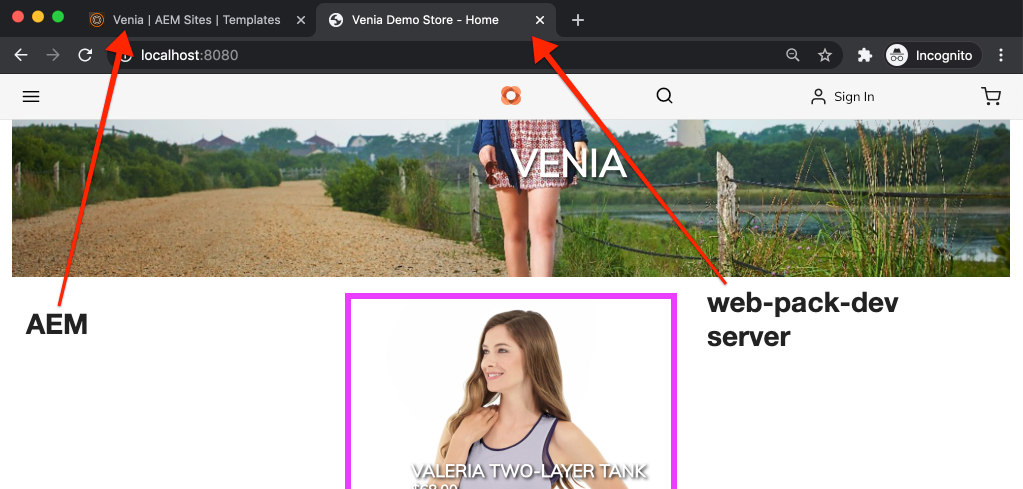 Venia | AEM Sites | Templates
Venia Demo Store - Home
localhost:8080
Incognito
Sign In
VENIA
AEM
web-pack-dev
server
VALERIA TWO-LAYER TANK